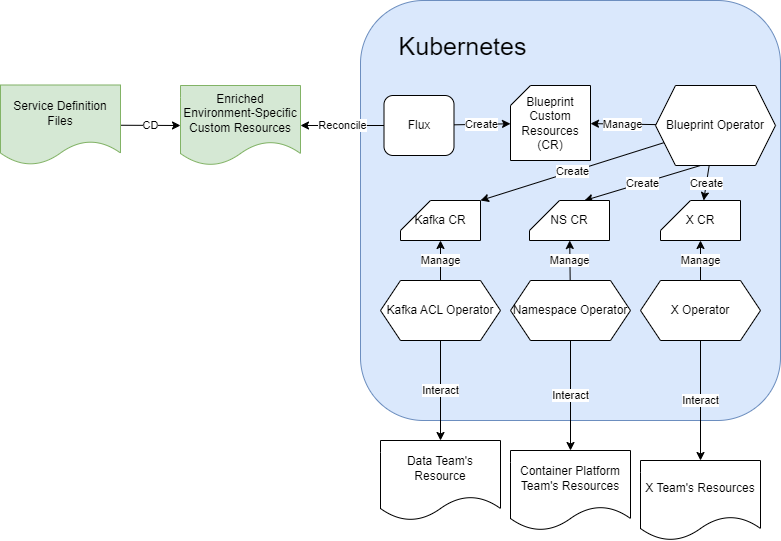 Kubernetes
Service Definition
Files
CD
Enriched
Environment-Specific
Custom Resources
Reconcile
Flux
Create
Blueprint
Custom
Resources
(CR)
Manage
Blueprint Operator
Create
Create
Create
Kafka CR
NS CR
X CR
Manage
Manage
Manage
Kafka ACL Operator
Namespace Operator
X Operator
Interact
Interact
Interact
Data Team's
Resource
Container Platform
Team's Resources
X Team's Resources